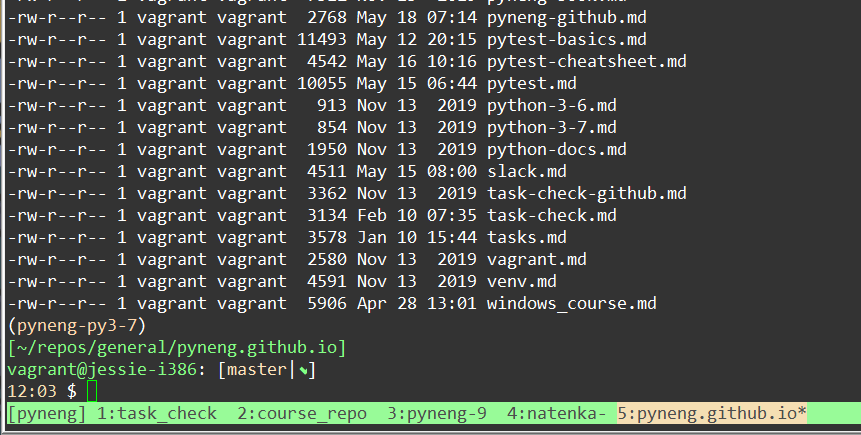 -rw-r--r-- 1 vagrant vagrant  2768 May 18 07:14 pyneng-github.md
-rw-r--r-- 1 vagrant vagrant 11493 May 12 20:15 pytest-basics.md
-rw-r--r-- 1 vagrant vagrant  4542 May 16 10:16 pytest-cheatsheet.md
-rw-r--r-- 1 vagrant vagrant 10055 May 15 06:44 pytest.md
-rw-r--r-- 1 vagrant vagrant   913 Nov 13  2019 python-3-6.md
-rw-r--r-- 1 vagrant vagrant   854 Nov 13  2019 python-3-7.md
-rw-r--r-- 1 vagrant vagrant  1950 Nov 13  2019 python-docs.md
-rw-r--r-- 1 vagrant vagrant  4511 May 15 08:00 slack.md
-rw-r--r-- 1 vagrant vagrant  3362 Nov 13  2019 task-check-github.md
-rw-r--r-- 1 vagrant vagrant  3134 Feb 10 07:35 task-check.md
-rw-r--r-- 1 vagrant vagrant  3578 Jan 10 15:44 tasks.md
-rw-r--r-- 1 vagrant vagrant  2580 Nov 13  2019 vagrant.md
-rw-r--r-- 1 vagrant vagrant  4591 Nov 13  2019 venv.md
-rw-r--r-- 1 vagrant vagrant  5906 Apr 28 13:01 windows_course.md
(pyneng-py3-7)
[~/repos/general/pyneng.github.io]
vagrant@jessie-i386: [master|]
12:03 $
[pyneng] 1:task_check  2:course_repo  3:pyneng-9  4:natenka- 5:pyneng.github.io*